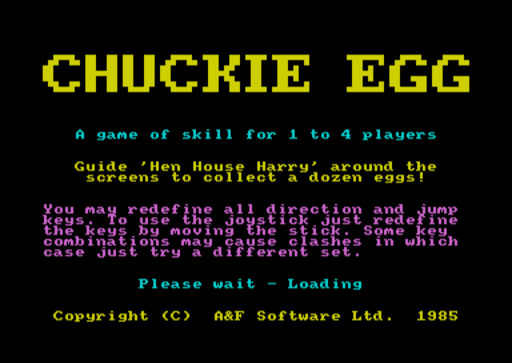 CHUCKIE EGG
A game of skill for 1 to 4 players
Guide 'Hen House Harry' around the
screens to collect a dozen eggs!
You may redefine all direction and jump
keys. To use the joystick just redefine
the keys by moving the stick. Some key
combinations may cause clashes in which
case just try a different set.
Please wait - Loading
Copyright (C)  A&F Software Ltd.  1985